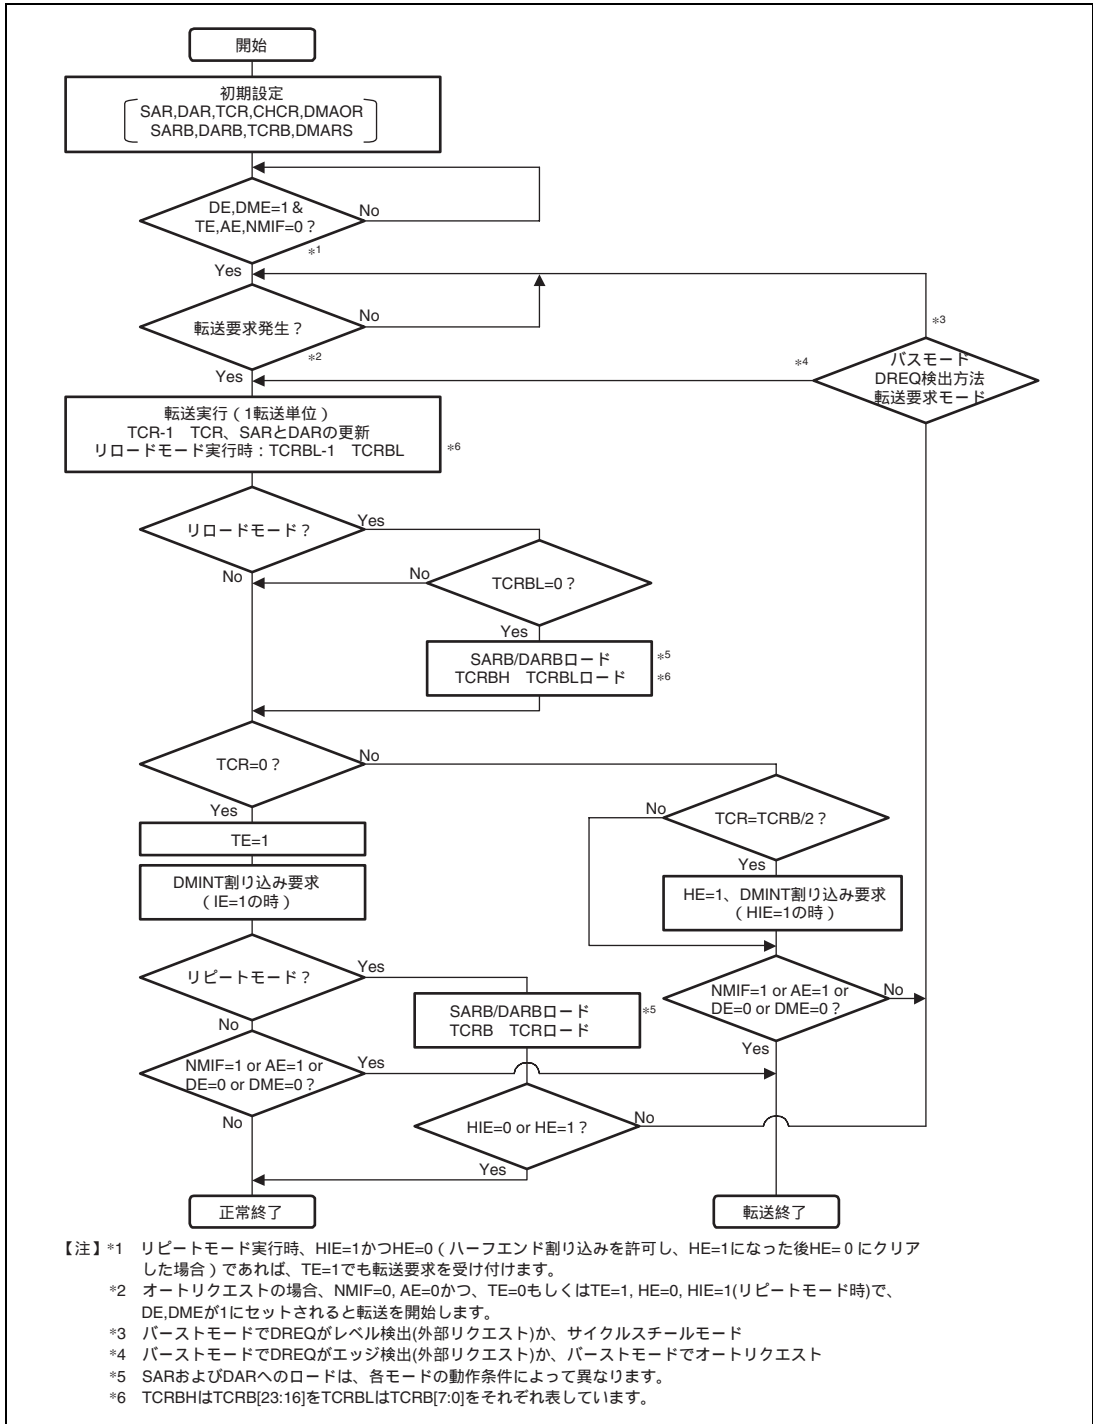 開始
初期設定
SAR,DAR,TCR,CHCR,DMAOR
SARB,DARB,TCRB,DMARS
DE,DME=1 &
TE,AE,NMIF=0 ?
No
*1
Yes
転送要求発生 ?
No
*2
Yes
*3
*4
バスモード
DREQ検出方法
転送要求モード
転送実行 ( 1転送単位 )
TCR-1 TCR、SARとDARの更新
リロードモード実行時 : TCRBL-1 TCRBL
*6
リロードモード ?
Yes
No
No
TCRBL=0 ?
Yes
SARB/DARBロード
*5
TCRBH TCRBLロード
*6
TCR=0 ?
No
Yes
No
TCR=TCRB/2 ?
Yes
TE=1
DMINT割り込み要求
( IE=1の時 )
HE=1、DMINT割り込み要求
( HIE=1の時 )
リピートモード ?
Yes
No
SARB/DARBロード
TCRB TCRロード
*5
NMIF=1 or AE=1 or
DE=0 or DME=0 ?
No
Yes
NMIF=1 or AE=1 or
DE=0 or DME=0 ?
Yes
No
HIE=0 or HE=1 ?
No
Yes
正常終了
転送終了
【注】*1 リピートモード実行時、HIE=1かつHE=0 ( ハーフエンド割り込みを許可し、HE=1になった後HE= 0 にクリア
した場合 ) であれば、TE=1でも転送要求を受け付けます。
*2 オートリクエストの場合、NMIF=0, AE=0かつ、TE=0もしくはTE=1, HE=0, HIE=1(リピートモード時)で、
DE,DMEが1にセットされると転送を開始します。
*3 バーストモードでDREQがレベル検出(外部リクエスト)か、サイクルスチールモード
*4 バーストモードでDREQがエッジ検出(外部リクエスト)か、バーストモードでオートリクエスト
*5 SARおよびDARへのロードは、各モードの動作条件によって異なります。
*6 TCRBHはTCRB[23:16]をTCRBLはTCRB[7:0]をそれぞれ表しています。